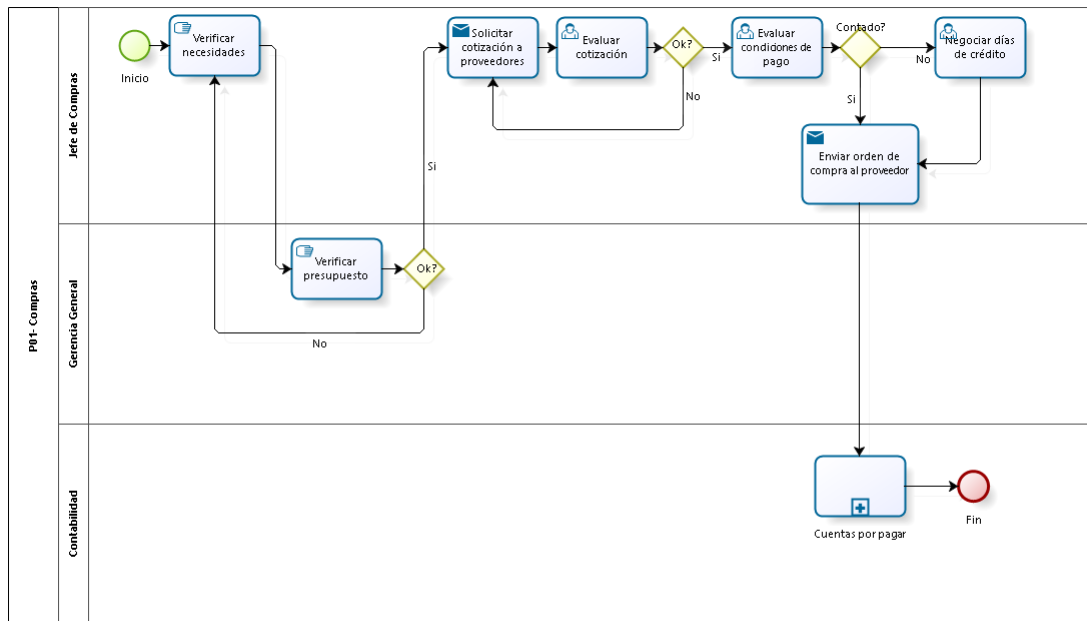 P01- Compras
Jefe de Compras
Inicio
Verificar
necesidades
Solicitar
cotización a
proveedores
Evaluar
cotización
Ok?
Si
No
Evaluar
condiciones de
pago
Contado?
No
Si
Negociar días
de crédito
Enviar orden de
compra al proveedor
Si
Gerencia General
Verificar
presupuesto
Ok?
No
Contabilidad
Cuentas por pagar
Fin